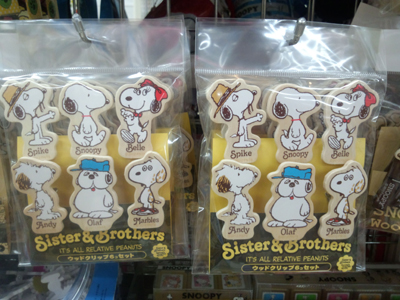 Spike Snoopy Belle
Andy Olaf Marbles
Sister & Brothers
IT'S ALL RELATIVE PEANUTS
ウッドクリップ6ヶセット
Spike Snoopy Belle
Andy Olaf Marbles
Sister & Brothers
IT'S ALL RELATIVE PEANUTS
ウッドクリップ6ヶセット
SNOOPY